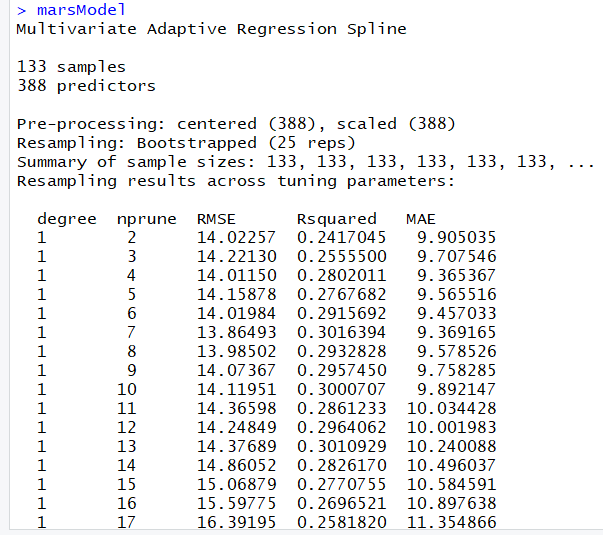 > marsModel
Multivariate Adaptive Regression Spline
133 samples
388 predictors
Pre-processing: centered (388), scaled (388)
Resampling: Bootstrapped (25 reps)
Summary of sample sizes: 133, 133, 133, 133, 133, 133, ...
Resampling results across tuning parameters:
degree nprune RMSE Rsquared MAE
1 2 14.02257 0.2417045 9.905035
1 3 14.22130 0.2555500 9.707546
1 4 14.01150 0.2802011 9.365367
1 5 14.15878 0.2767682 9.565516
1 6 14.01984 0.2915692 9.457033
1 7 13.86493 0.3016394 9.369165
1 8 13.98502 0.2932828 9.578526
1 9 14.07367 0.2957450 9.758285
1 10 14.11951 0.3000707 9.892147
1 11 14.36598 0.2861233 10.034428
1 12 14.24849 0.2964062 10.001983
1 13 14.37689 0.3010929 10.240088
1 14 14.86052 0.2826170 10.496037
1 15 15.06879 0.2770755 10.584591
1 16 15.59775 0.2696521 10.897638
1 17 16.39195 0.2581820 11.354866